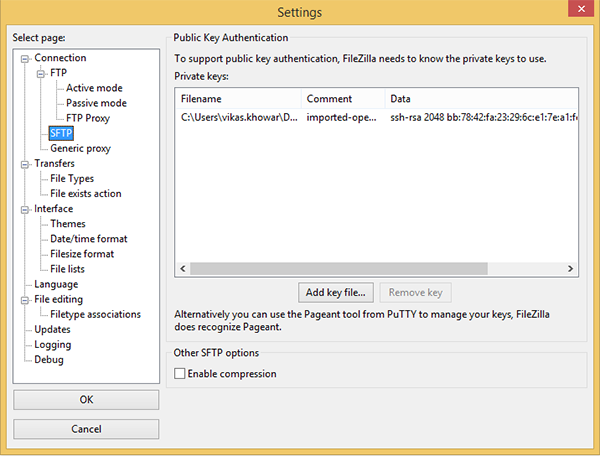 Settings
Select page:
Connection
FTP
Active mode
Passive mode
FTP Proxy
SFTP
Generic proxy
Transfers
File Types
File exists action
Interface
Themes
Date/time format
Filesize format
File lists
Language
File editing
Filetype associations
Updates
Logging
Debug
OK
Cancel
Public Key Authentication
To support public key authentication, FileZilla needs to know the private keys to use.
Private keys:
Filename Comment Data
C:\Users\vikas.khowar\D... imported-ope... ssh-rsa 2048 bb:78:42:fa:23:29:6c:e1:7e:a1:f
Add key file... Remove key
Alternatively you can use the Pageant tool from PuTTY to manage your keys, FileZilla
does recognize Pageant.
Other SFTP options
Enable compression